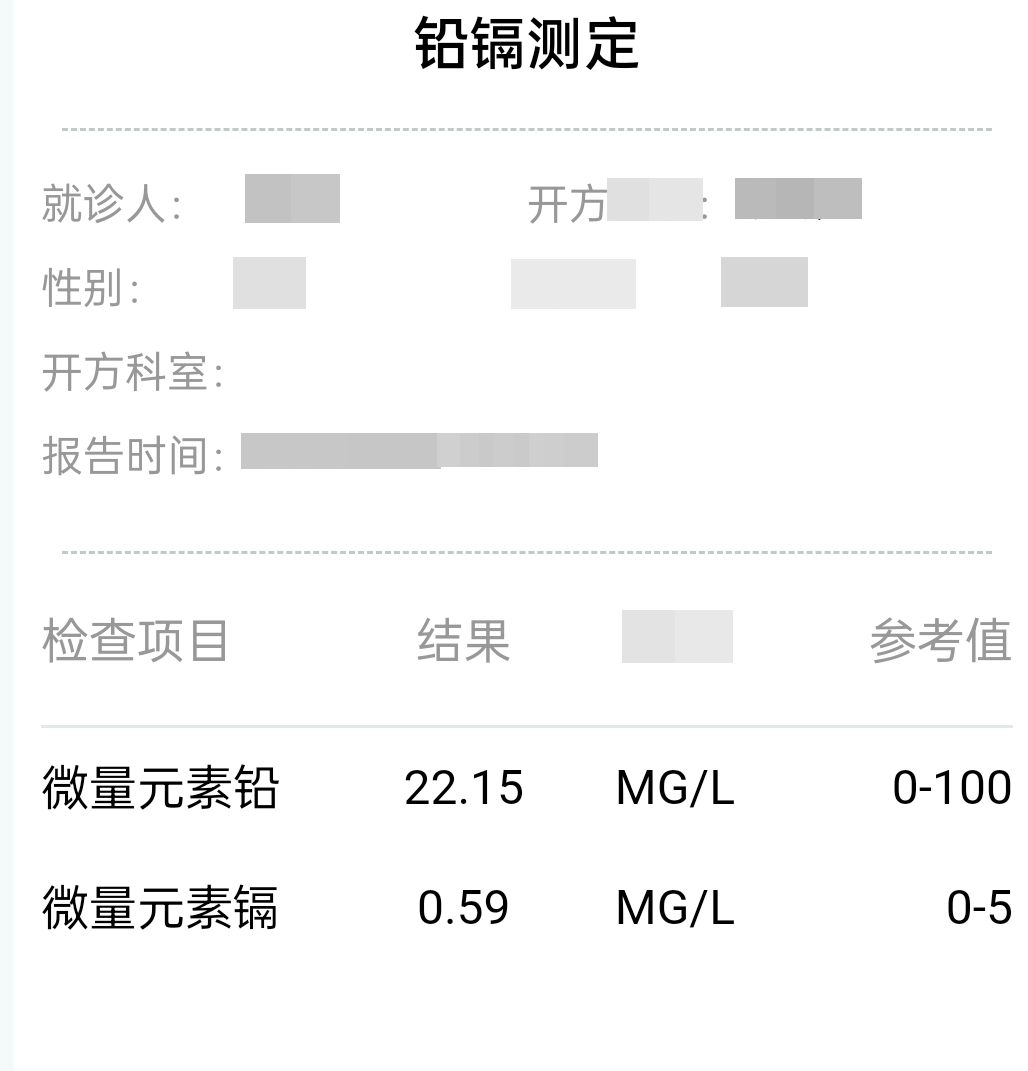 铅镉测定
就诊人： 开方 :
性别：
开方科室：
报告时间：
检查项目 结果 参考值
微量元素铅 22.15 MG/L 0-100
微量元素镉 0.59 MG/L 0-5